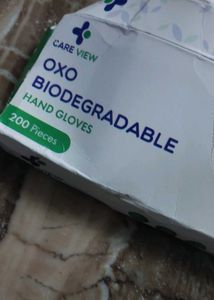 CARE VIEW
OXO
BIODEGRADABLE
HAND GLOVES
200 Pieces